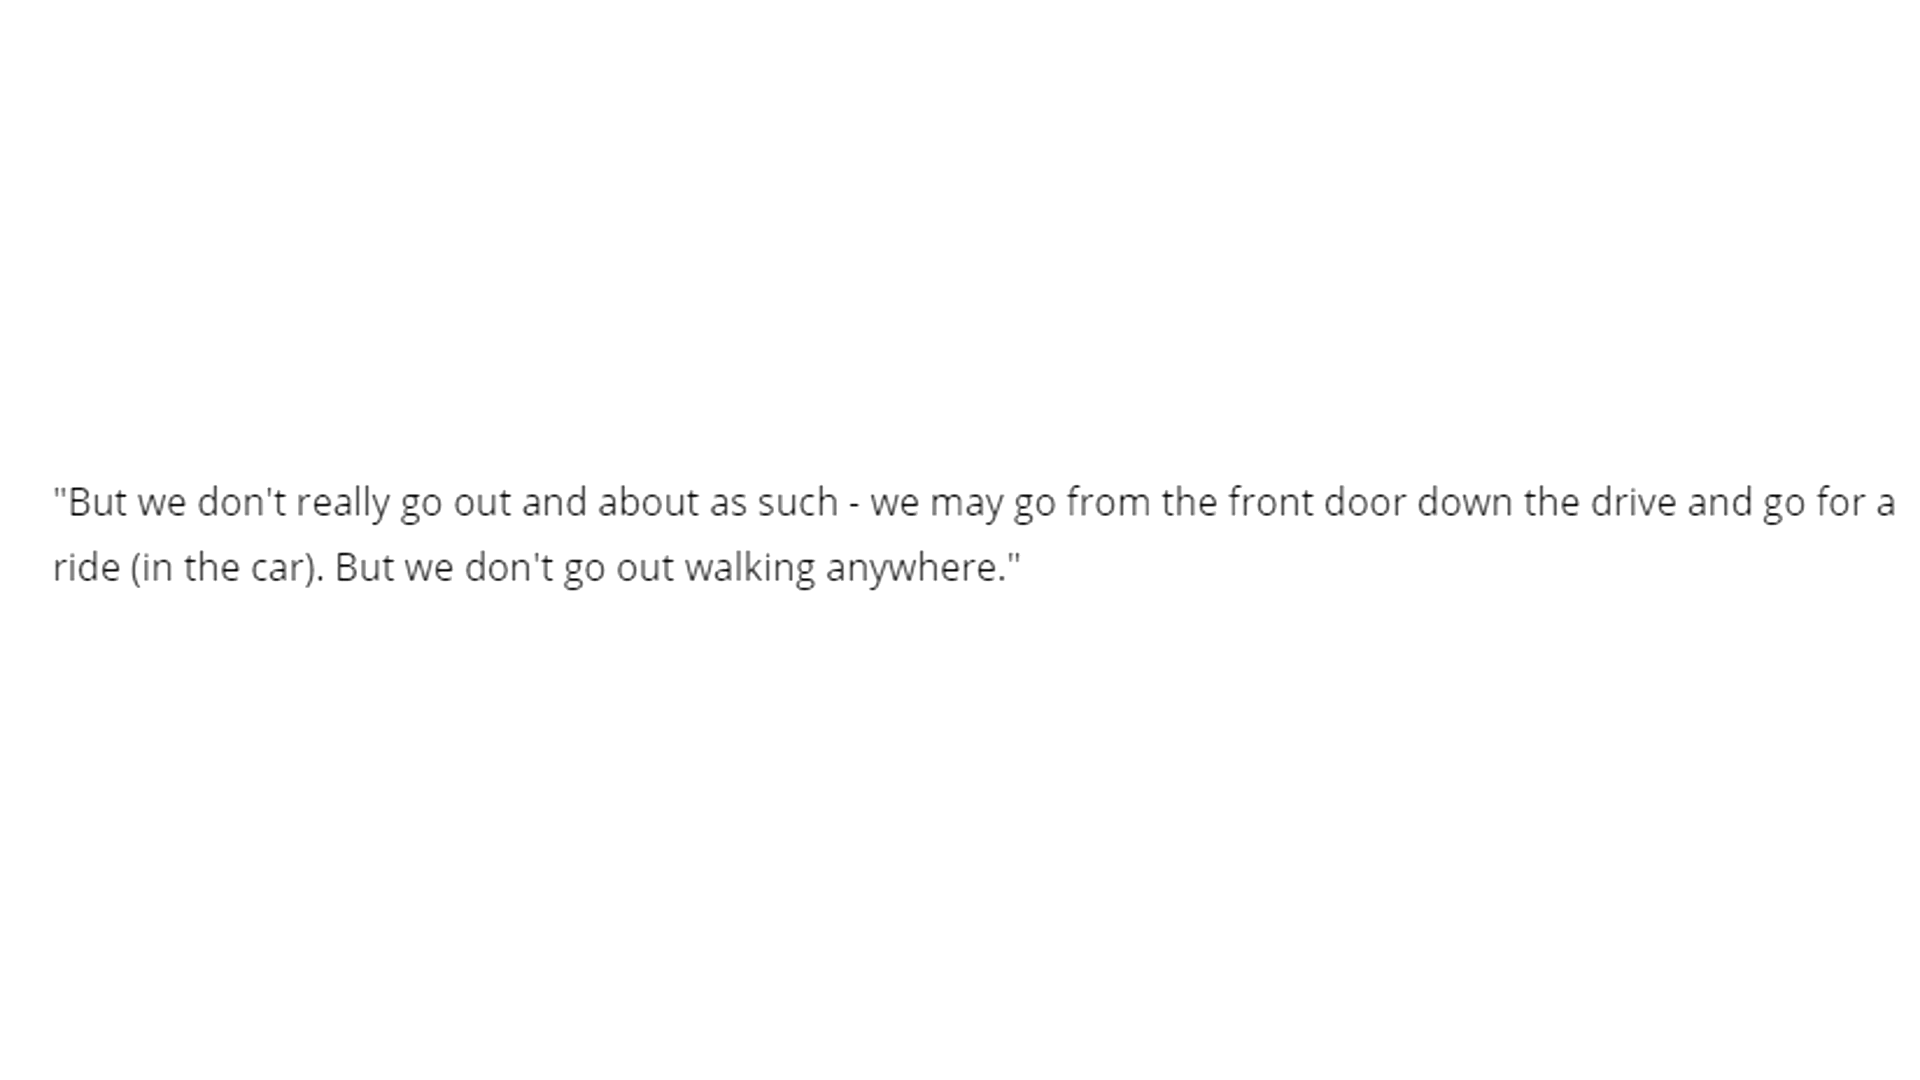 "But we don't really go out and about as such - we may go from the front door down the drive and go for a
ride (in the car). But we don't go out walking anywhere."